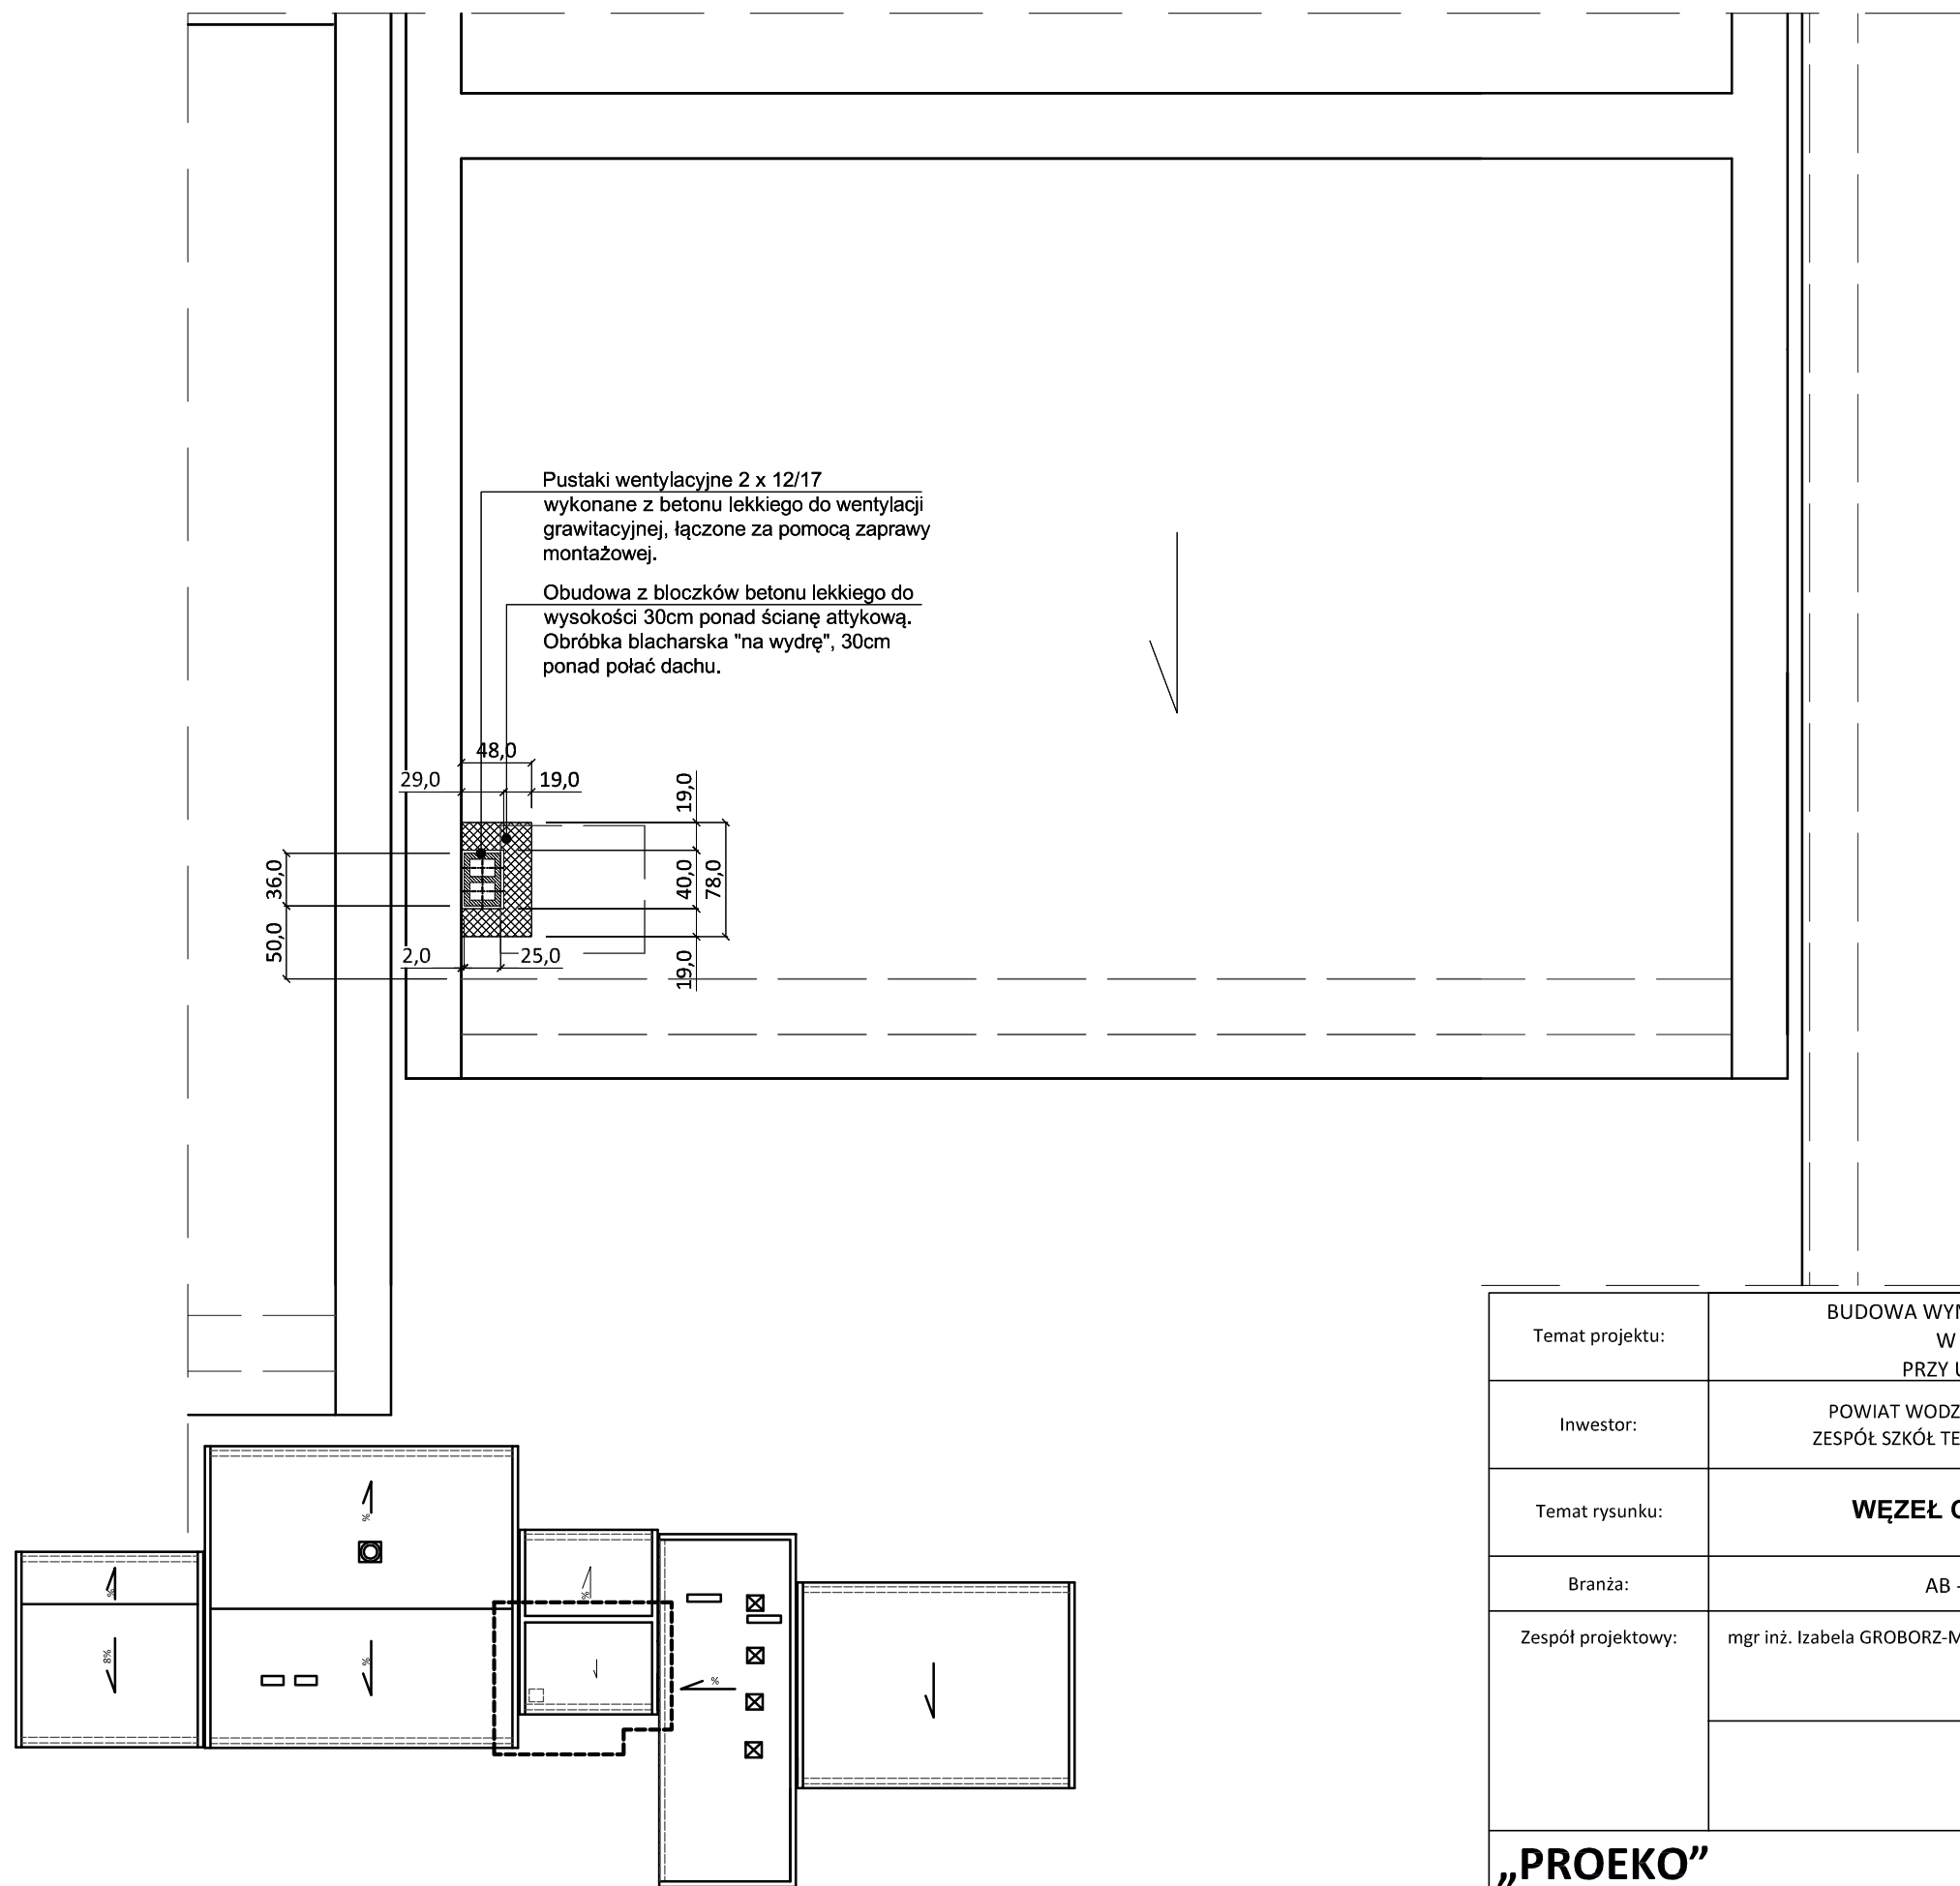 Pustaki wentylacyjne 2 x 12/17
wykonane z betonu lekkiego do wentylacji
grawitacyjnej, łączone za pomocą zaprawy
montażowej.
Obudowa z bloczków betonu lekkiego do
wysokości 30cm ponad ścianę attykową.
Obróbka blacharska "na wydrę", 30cm
ponad połać dachu.
48,0
29,0
19,0
19,0
36,0
40,0
78,0
50,0
2,0
25,0
19,0
Temat projektu:
BUDOWA WYM
W
PRZY U
Inwestor:
POWIAT WODZ
ZESPÓŁ SZKÓŁ TE
Temat rysunku:
WĘZEŁ C
Branża:
AB -
Zespół projektowy:
mgr inż. Izabela GROBORZ-M
„PROEKO”
%
%
%
8%
%
%